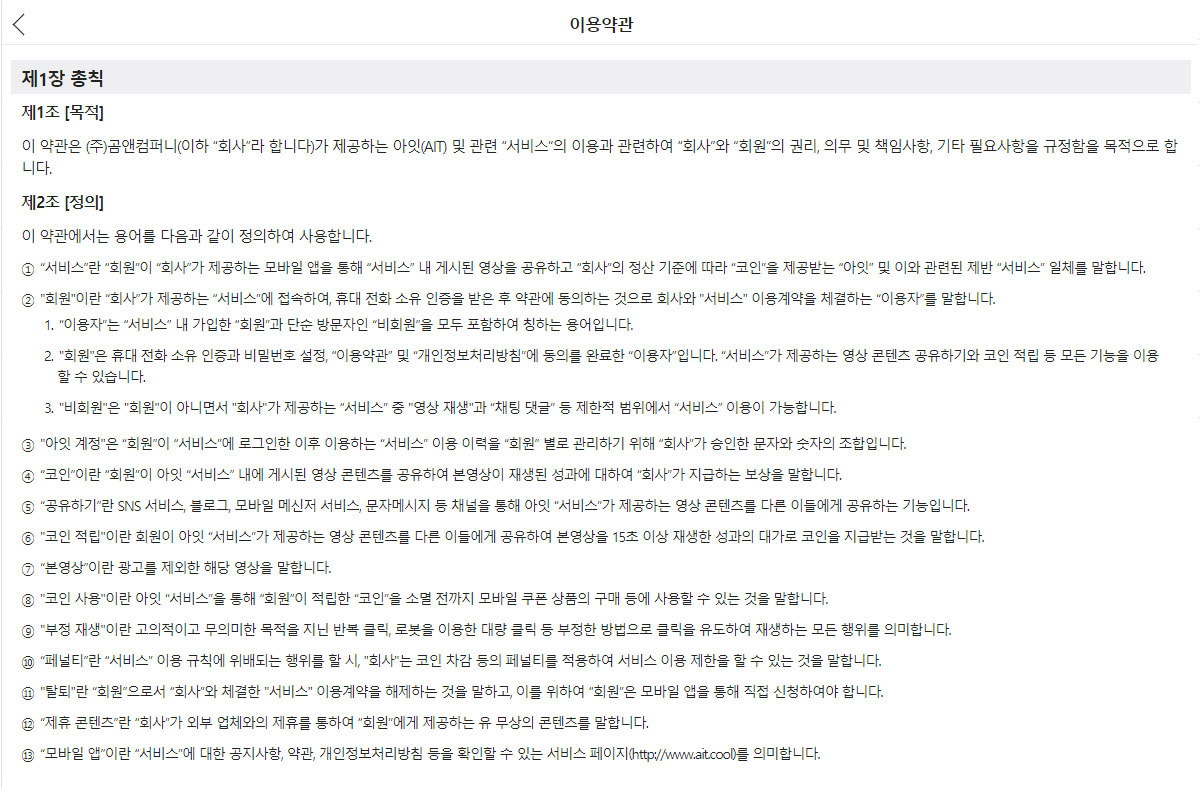 이용약관
제1장 총칙
제1조 [목적]
이 약관은 (주)곰앤컴퍼니(이하 “회사”라 합니다)가 제공하는 아잇(AIT) 및 관련 “서비스”의 이용과 관련하여 “회사”와 “회원”의 권리, 의무 및 책임사항, 기타 필요사항을 규정함을 목적으로 합
니다.
제2조 [정의]
이 약관에서는 용어를 다음과 같이 정의하여 사용합니다.
① “서비스”란 “회원”이 “회사”가 제공하는 모바일 앱을 통해 “서비스” 내 게시된 영상을 공유하고 “회사”의 정산 기준에 따라 “코인”을 제공받는 “아잇” 및 이와 관련된 제반 “서비스” 일체를 말합니다.
② "회원"이란 “회사”가 제공하는 “서비스”에 접속하여, 휴대 전화 소유 인증을 받은 후 약관에 동의하는 것으로 회사와 "서비스" 이용계약을 체결하는 “이용자”를 말합니다.
1. “이용자”는 “서비스” 내 가입한 “회원”과 단순 방문자인 “비회원”을 모두 포함하여 칭하는 용어입니다.
2. "회원"은 휴대 전화 소유 인증과 비밀번호 설정, “이용약관” 및 “개인정보처리방침”에 동의를 완료한 “이용자”입니다. “서비스”가 제공하는 영상 콘텐츠 공유하기와 코인 적립 등 모든 기능을 이용
할 수 있습니다.
3. "비회원"은 "회원"이 아니면서 "회사"가 제공하는 “서비스” 중 "영상 재생"과 “채팅 댓글” 등 제한적 범위에서 “서비스” 이용이 가능합니다.
③ "아잇 계정"은 “회원”이 “서비스”에 로그인한 이후 이용하는 “서비스” 이용 이력을 “회원” 별로 관리하기 위해 “회사”가 승인한 문자와 숫자의 조합입니다.
④ “코인”이란 “회원”이 아잇 “서비스” 내에 게시된 영상 콘텐츠를 공유하여 본영상이 재생된 성과에 대하여 “회사”가 지급하는 보상을 말합니다.
⑤ “공유하기”란 SNS 서비스, 블로그, 모바일 메신저 서비스, 문자메시지 등 채널을 통해 아잇 “서비스”가 제공하는 영상 콘텐츠를 다른 이들에게 공유하는 기능입니다.
⑥ "코인 적립"이란 회원이 아잇 “서비스”가 제공하는 영상 콘텐츠를 다른 이들에게 공유하여 본영상을 15초 이상 재생한 성과의 대가로 코인을 지급받는 것을 말합니다.
⑦ “본영상”이란 광고를 제외한 해당 영상을 말합니다.
⑧ "코인 사용"이란 아잇 “서비스”을 통해 “회원”이 적립한 “코인”을 소멸 전까지 모바일 쿠폰 상품의 구매 등에 사용할 수 있는 것을 말합니다.
⑨ "부정 재생"이란 고의적이고 무의미한 목적을 지닌 반복 클릭, 로봇을 이용한 대량 클릭 등 부정한 방법으로 클릭을 유도하여 재생하는 모든 행위를 의미합니다.
⑩ “페널티”란 “서비스” 이용 규칙에 위배되는 행위를 할 시, "회사"는 코인 차감 등의 페널티를 적용하여 서비스 이용 제한을 할 수 있는 것을 말합니다.
⑪ "탈퇴"란 “회원”으로서 “회사”와 체결한 "서비스" 이용계약을 해제하는 것을 말하고, 이를 위하여 “회원”은 모바일 앱을 통해 직접 신청하여야 합니다.
⑫ “제휴 콘텐츠”란 “회사”가 외부 업체와의 제휴를 통하여 “회원”에게 제공하는 유 무상의 콘텐츠를 말합니다.
⑬ “모바일 앱”이란 “서비스”에 대한 공지사항, 약관, 개인정보처리방침 등을 확인할 수 있는 서비스 페이지(http://www.ait.cool)를 의미합니다.